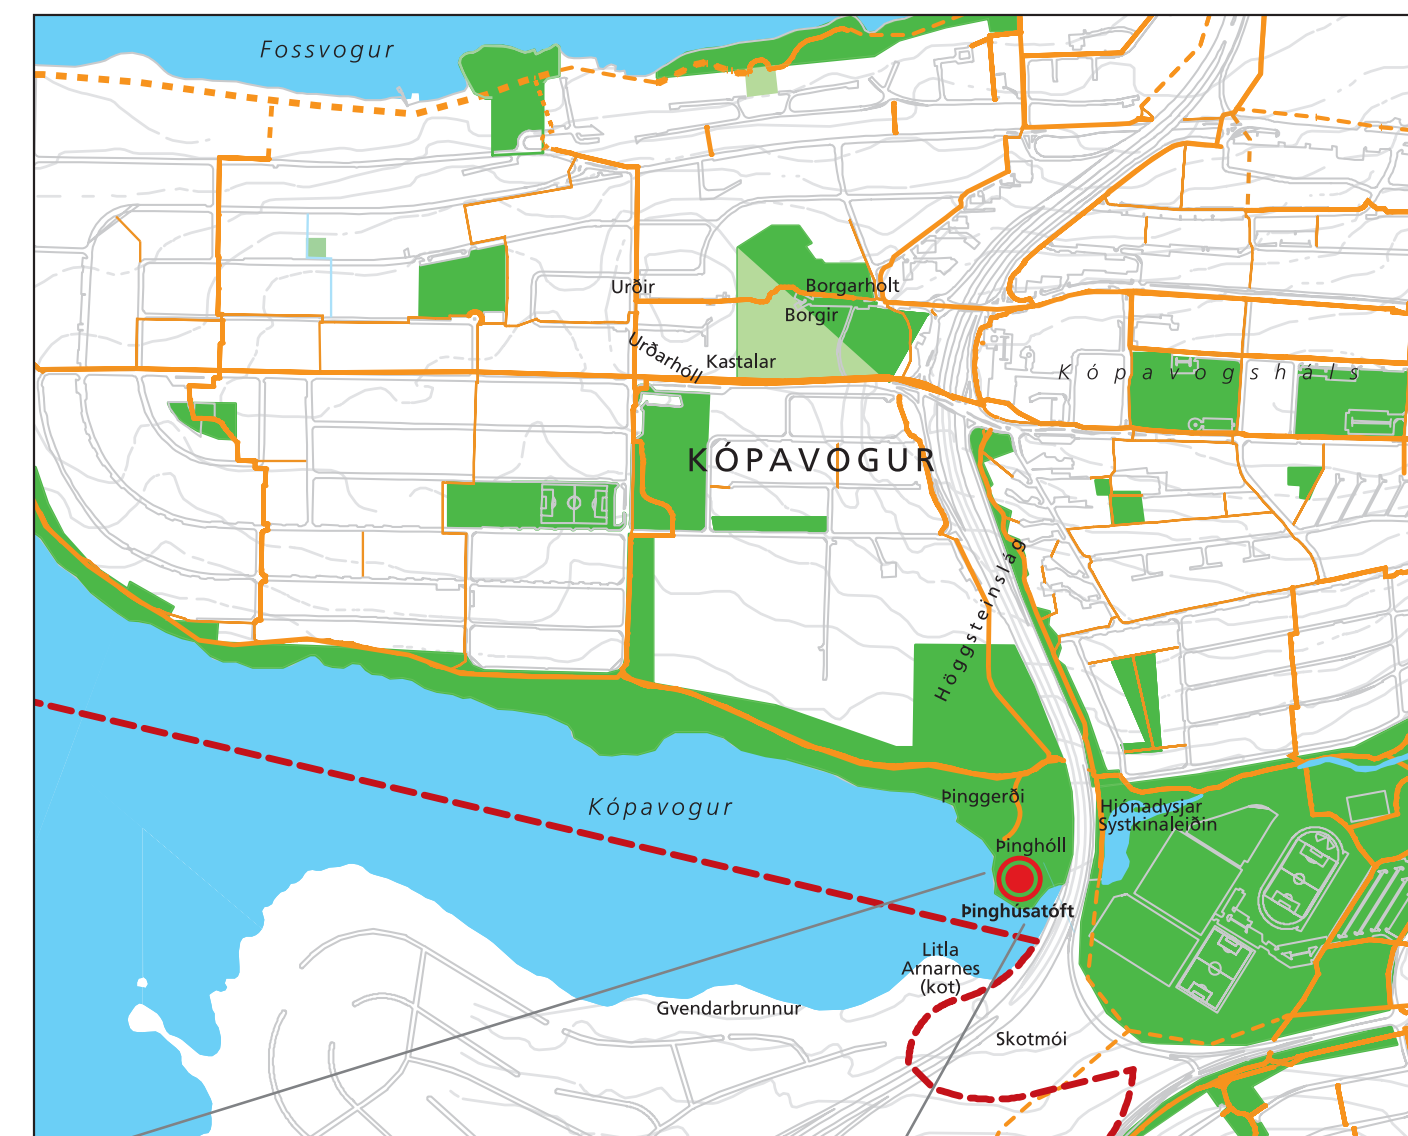 Fossvogur
Urðir
Borgarholt
Borgir
Urðarhóll
Kastalar
Kópavogsháls
KÓPAVOGUR
Höggsteinslág
Þinggerði
Kópavogur
Hjónadysjar
Systkinaleiðin
Þinghóll
Þinghúsatóft
Litla
Arnarnes
(kot)
Gvendarbrunnur
Skotmói